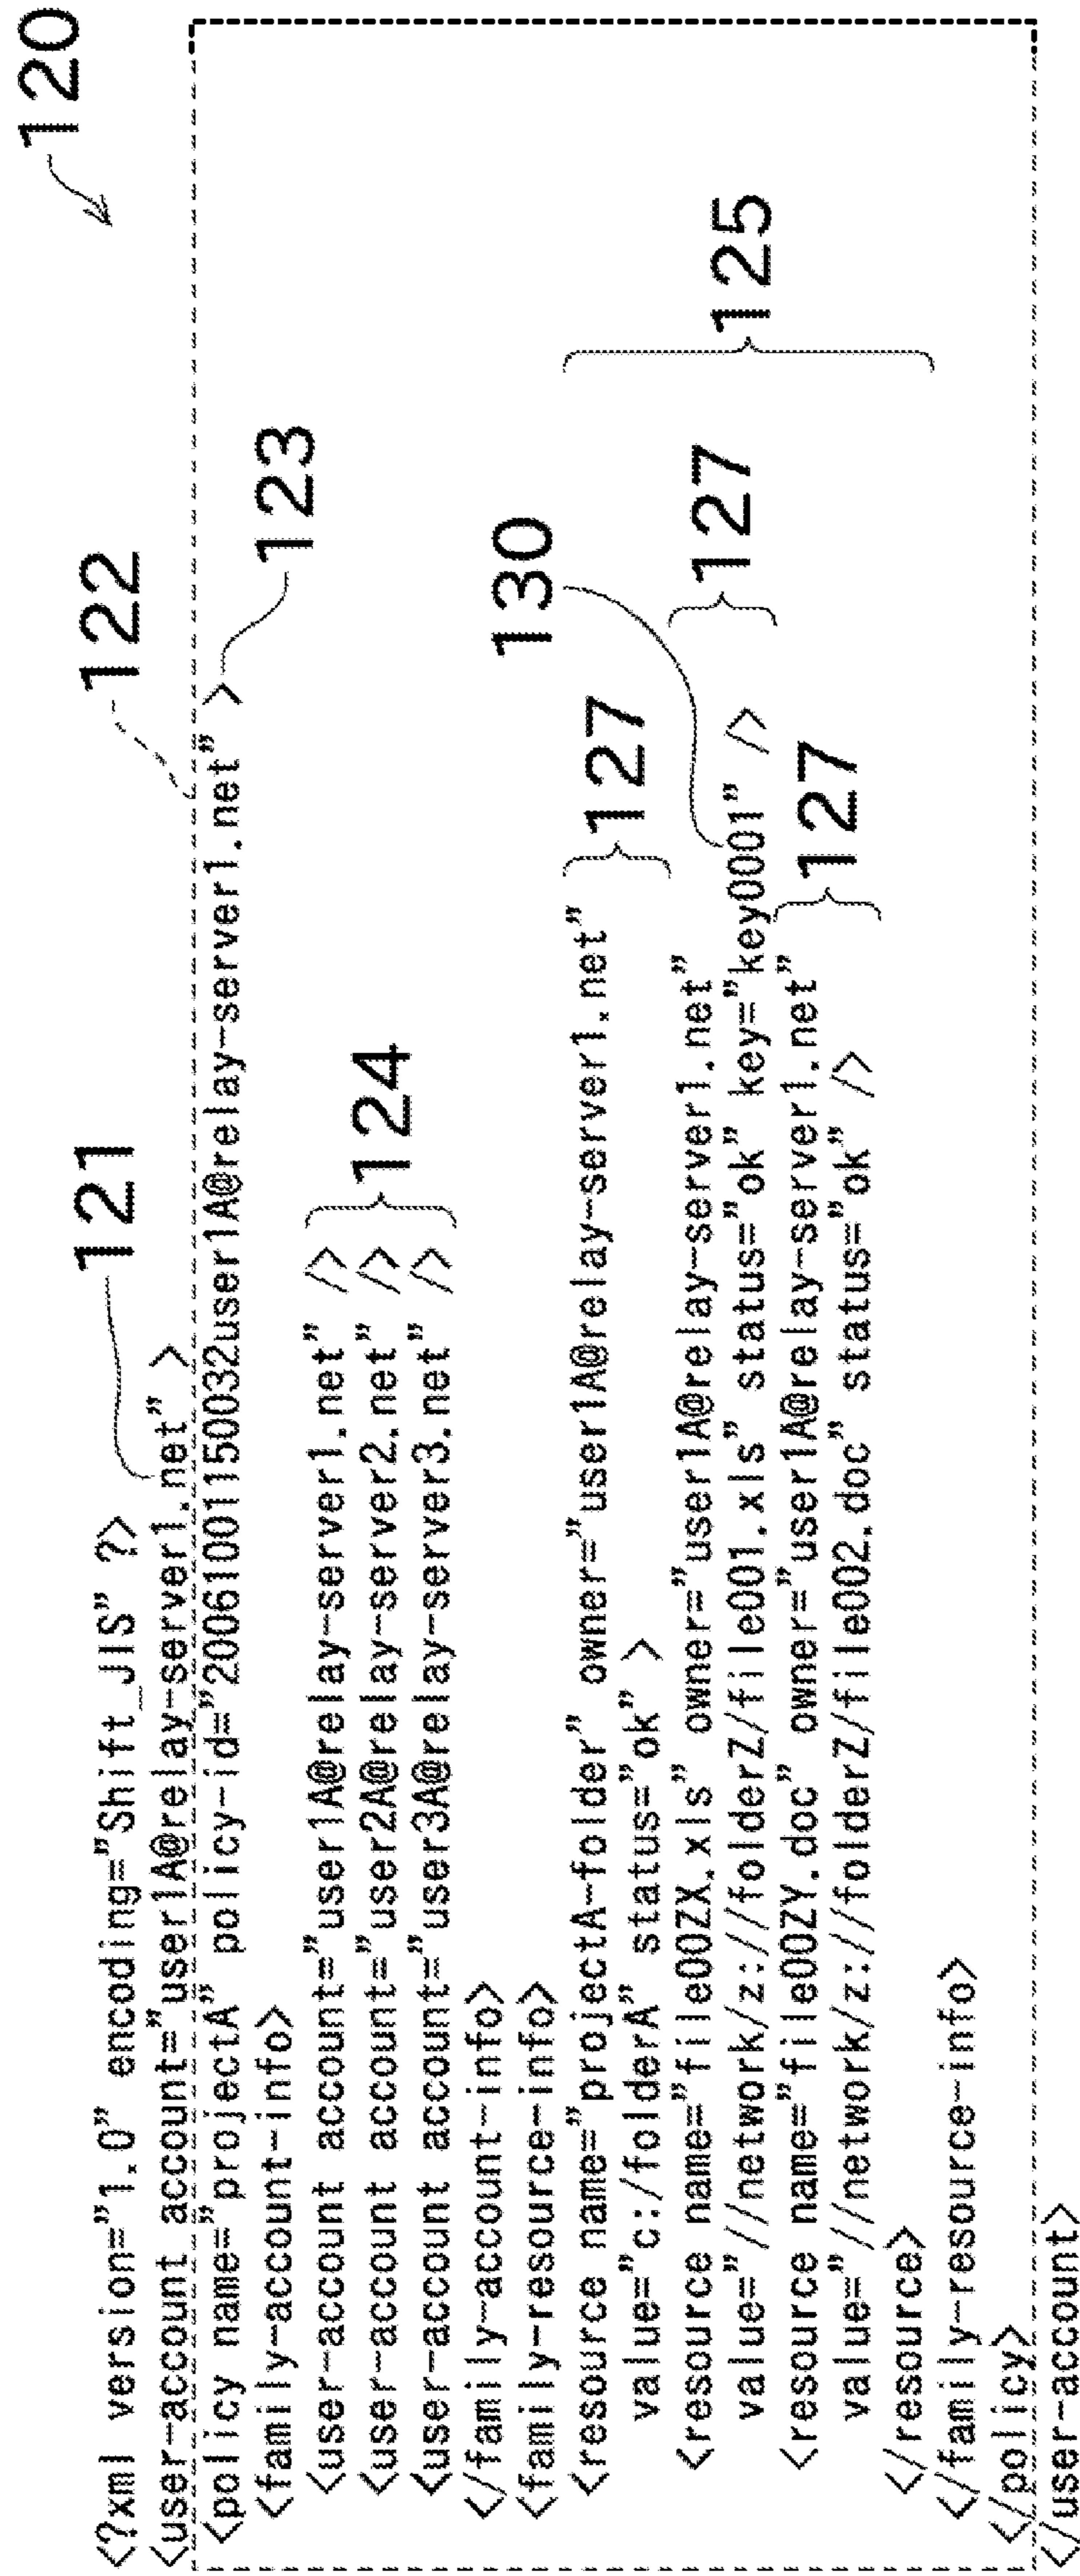 120
121
122
<?xml version="1.0" encoding="Shift_JIS" ?>
<user-account account="user1A@relay-server1.net" >
<policy name="projectA" policy-id="20061001150032user1A@relay-server1.net" >
123
<family-account-info>
<user-account account="user1A@relay-server1.net" />
<user-account account="user2A@relay-server2.net" />
<user-account account="user3A@relay-server3.net" />
124
</family-account-info>
<family-resource-info>
130
<resource name="projectA-folder" owner="user1A@relay-server1.net"
value="c://folderA" status="ok" >
127
125
<resource name="file00ZX.xls" owner="user1A@relay-server1.net"
value="//network/z://folderZ/file001.xls" status="ok" key="key0001" />
127
<resource name="file00ZY.doc" owner="user1A@relay-server1.net"
value="//network/z://folderZ/file002.doc" status="ok" />
127
</resource>
</family-resource-info>
</policy>
</user-account>